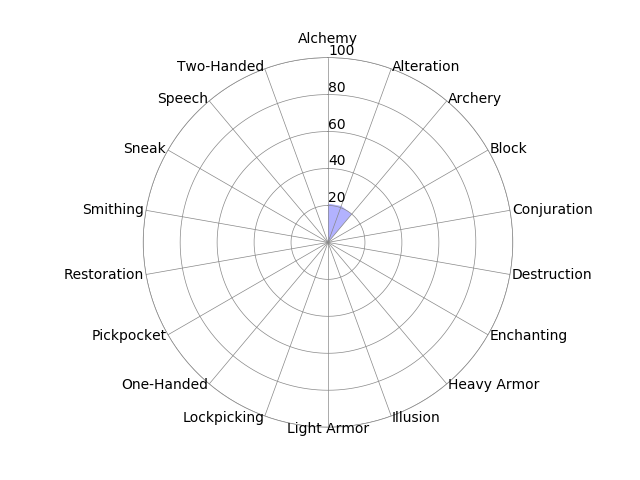 Alchemy
100
Two-Handed
Alteration
80
Speech
Archery
60
Sneak
Block
40
20
Smithing
Conjuration
Restoration
Destruction
Pickpocket
Enchanting
One-Handed
Heavy Armor
Lockpicking
Illusion
Light Armor